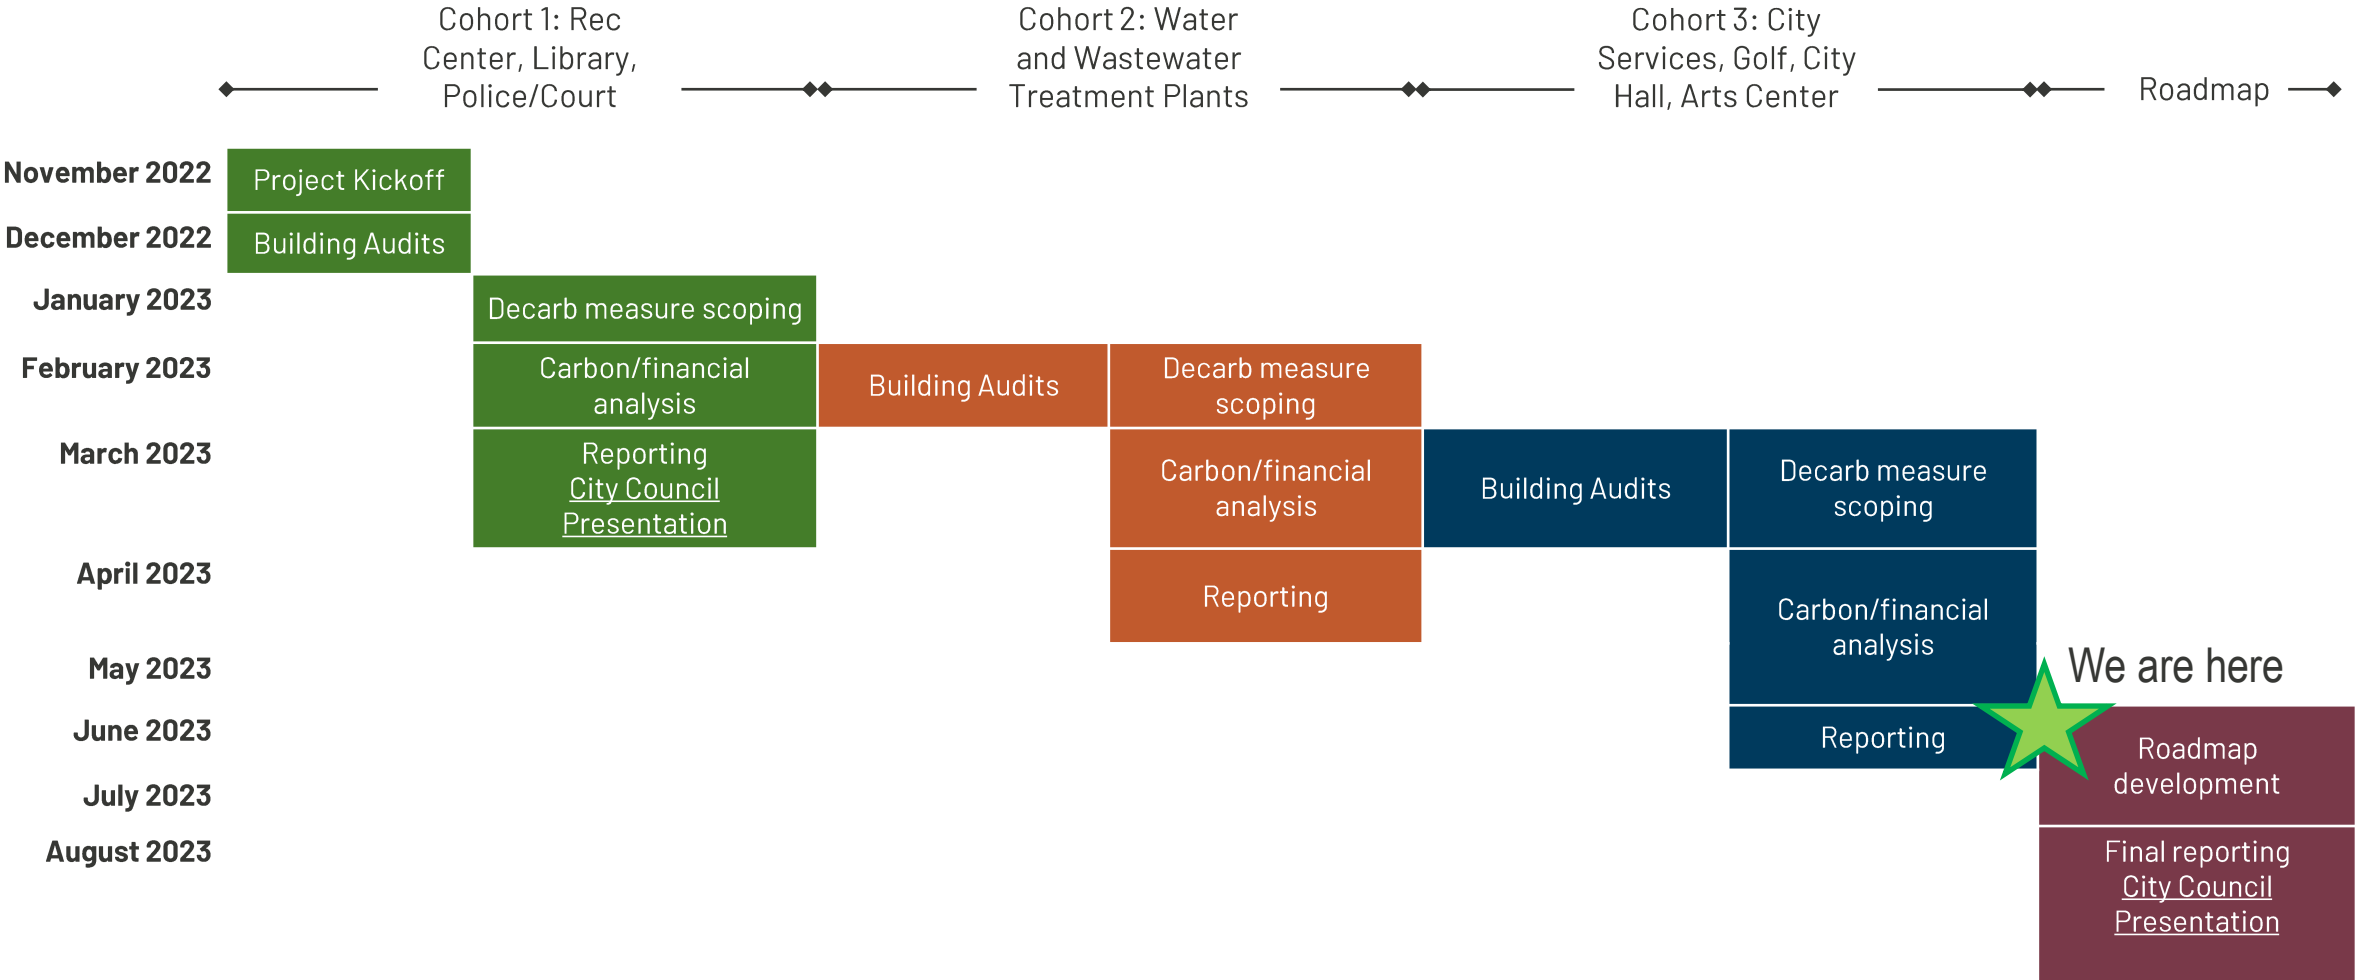 Cohort 1: Rec
Center, Library,
Police/Court
Cohort 2: Water
and Wastewater
Treatment Plants
Cohort 3: City
Services, Golf, City
Hall, Arts Center
Roadmap
November 2022
Project Kickoff
December 2022
Building Audits
January 2023
Decarb measure scoping
February 2023
Carbon/financial
analysis
Building Audits
Decarb measure
scoping
March 2023
Reporting
City Council
Presentation
Carbon/financial
analysis
Building Audits
Decarb measure
scoping
April 2023
Reporting
Carbon/financial
analysis
May 2023
We are here
June 2023
Reporting
Roadmap
development
July 2023
August 2023
Final reporting
City Council
Presentation